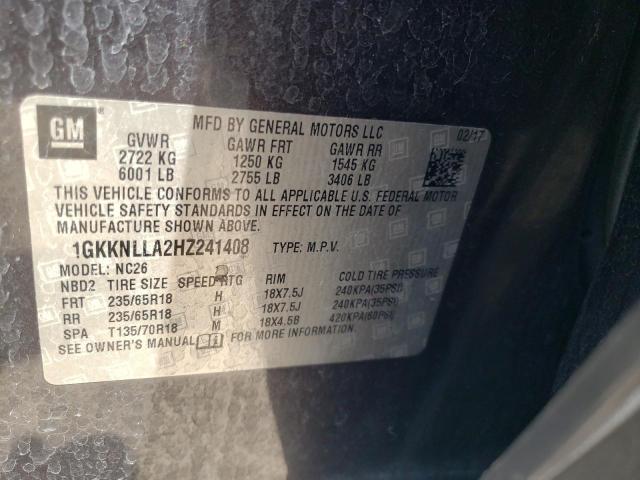 GM
®
MFD BY GENERAL MOTORS LLC
02/17
GVWR GAWR FRT GAWR RR
2722 KG 1250 KG 1545 KG
6001 LB 2755 LB 3406 LB
THIS VEHICLE CONFORMS TO ALL APPLICABLE U.S. FEDERAL MOTOR
VEHICLE SAFETY STANDARDS IN EFFECT ON THE DATE OF
MANUFACTURE SHOWN ABOVE.
1GKKNLLA2HZ241408 TYPE: M.P.V.
MODEL: NC26
NBD2 TIRE SIZE SPEED RTG RIM COLD TIRE PRESSURE
FRT 235/65R18 H 18X7.5J 240KPA(35PSI)
RR 235/65R18 H 18X7.5J 240KPA(35PSI)
SPA T135/70R18 M 18X4.5B 420KPA(60PSI)
SEE OWNER'S MANUAL FOR MORE INFORMATION.